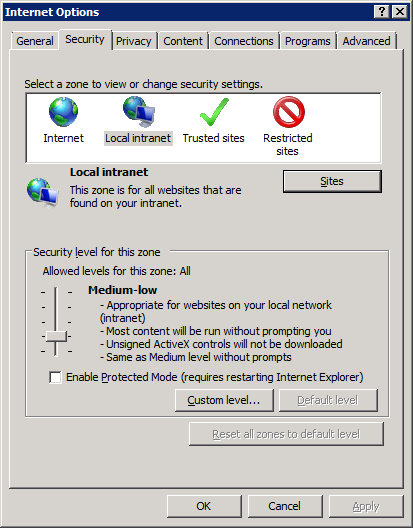 Internet Options
General Security Privacy Content Connections Programs Advanced
Select a zone to view or change security settings.
Internet Local intranet Trusted sites Restricted
sites
Local intranet
Sites
This zone is for all websites that are
found on your intranet.
Security level for this zone
Allowed levels for this zone: All
Medium-low
- Appropriate for websites on your local network
(intranet)
- Most content will be run without prompting you
- Unsigned ActiveX controls will not be downloaded
- Same as Medium level without prompts
Enable Protected Mode (requires restarting Internet Explorer)
Custom level... Default level
Reset all zones to default level
OK Cancel Apply